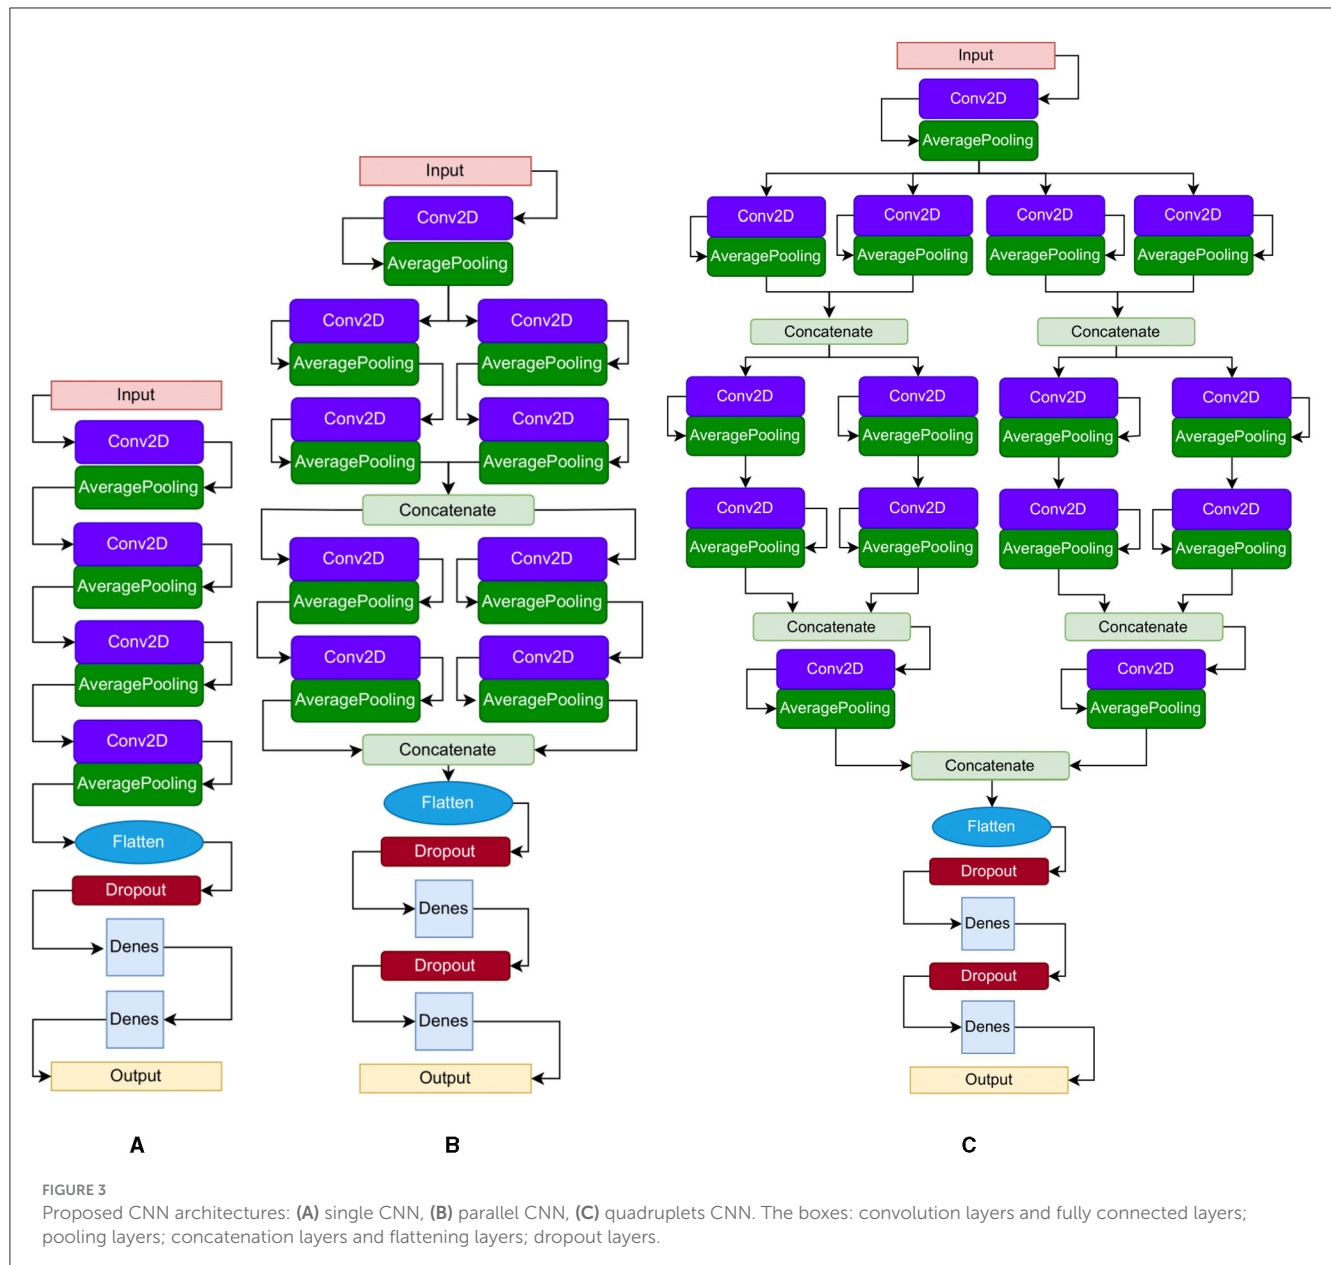 Input
Conv2D
AveragePooling
Conv2D
AveragePooling
Conv2D
AveragePooling
Conv2D
AveragePooling
Flatten
Dropout
Denes
Denes
Output
A
Input
Conv2D
AveragePooling
Conv2D Conv2D
AveragePooling AveragePooling
Conv2D Conv2D
AveragePooling AveragePooling
Concatenate
Conv2D Conv2D
AveragePooling AveragePooling
Conv2D Conv2D
AveragePooling AveragePooling
Concatenate
Flatten
Dropout
Denes
Dropout
Denes
Output
B
Input
Conv2D
AveragePooling
Conv2D Conv2D Conv2D Conv2D
AveragePooling AveragePooling AveragePooling AveragePooling
Concatenate Concatenate
Conv2D Conv2D Conv2D Conv2D
AveragePooling AveragePooling AveragePooling AveragePooling
Conv2D Conv2D Conv2D Conv2D
AveragePooling AveragePooling AveragePooling AveragePooling
Concatenate Concatenate
Conv2D Conv2D
AveragePooling AveragePooling
Concatenate
Flatten
Dropout
Denes
Dropout
Denes
Output
C
FIGURE 3
Proposed CNN architectures: (A) single CNN, (B) parallel CNN, (C) quadruplets CNN. The boxes: convolution layers and fully connected layers;
pooling layers; concatenation layers and flattening layers; dropout layers.